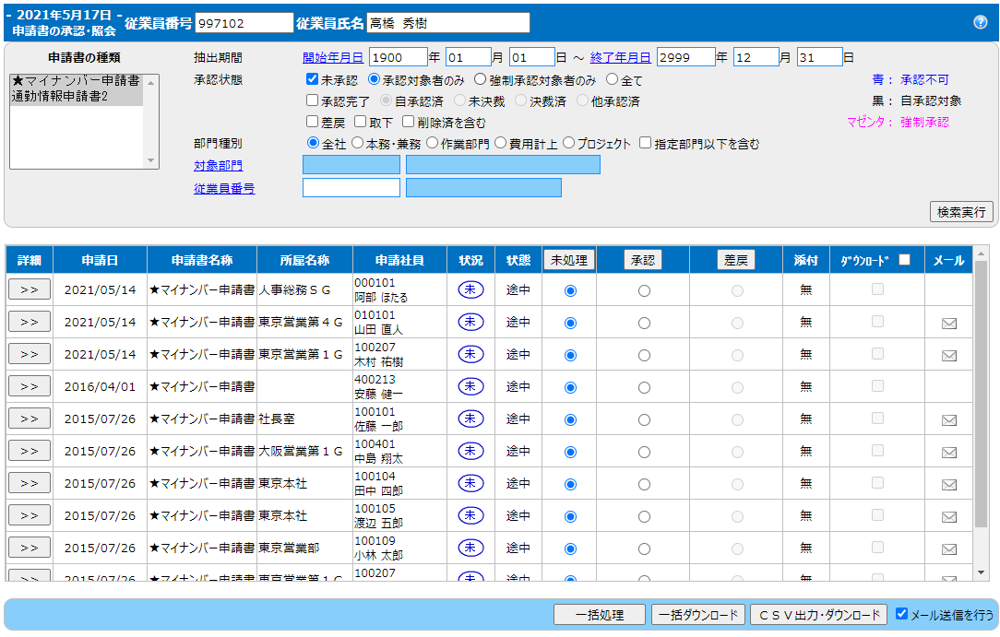 - 2021年5月17日 -
申請書の承認・照会
従業員番号 997102 従業員氏名 高橋 秀樹 ?
申請書の種類
★マイナンバー申請書
通勤情報申請書2
抽出期間 開始年月日 1900 年 01 月 01 日 ～ 終了年月日 2999 年 12 月 31 日
承認状態 未承認 承認対象者のみ 強制承認対象者のみ 全て
承認完了 自承認済 未決裁 決裁済 他承認済
差戻 取下 削除済を含む
部門種別 全社 本務・兼務 作業部門 費用計上 プロジェクト 指定部門以下を含む
対象部門
従業員番号
青： 承認不可
黒： 自承認対象
マゼンタ： 強制承認
検索実行
詳細 申請日 申請書名称 所属名称 申請社員 状況 状態 未処理 承認 差戻 添付 ﾀﾞｳﾝﾛｰﾄﾞ メール
>> 2021/05/14 ★マイナンバー申請書 人事総務ＳＧ 000101 阿部 ほたる 未 途中 無
>> 2021/05/14 ★マイナンバー申請書 東京営業第４Ｇ 010101 山田 直人 未 途中 無
>> 2021/05/14 ★マイナンバー申請書 東京営業第１Ｇ 100207 木村 祐樹 未 途中 無
>> 2016/04/01 ★マイナンバー申請書 400213 安藤 健一 未 途中 無
>> 2015/07/26 ★マイナンバー申請書 社長室 100101 佐藤 一郎 未 途中 無
>> 2015/07/26 ★マイナンバー申請書 大阪営業第１Ｇ 100401 中島 翔太 未 途中 無
>> 2015/07/26 ★マイナンバー申請書 東京本社 100104 田中 四郎 未 途中 無
>> 2015/07/26 ★マイナンバー申請書 東京本社 100105 渡辺 五郎 未 途中 無
>> 2015/07/26 ★マイナンバー申請書 東京営業部 100109 小林 太郎 未 途中 無
>> 2015/07/26 ★マイナンバー申請書 東京営業第１Ｇ 100207 未 途中 無
一括処理 一括ダウンロード ＣＳＶ出力・ダウンロード メール送信を行う